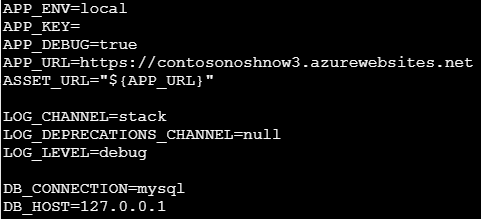 APP_ENV=local
APP_KEY=
APP_DEBUG=true
APP_URL=https://contosonoshnow3.azurewebsites.net
ASSET_URL="${APP_URL}"
LOG_CHANNEL=stack
LOG_DEPRECATIONS_CHANNEL=null
LOG_LEVEL=debug
DB_CONNECTION=mysql
DB_HOST=127.0.0.1